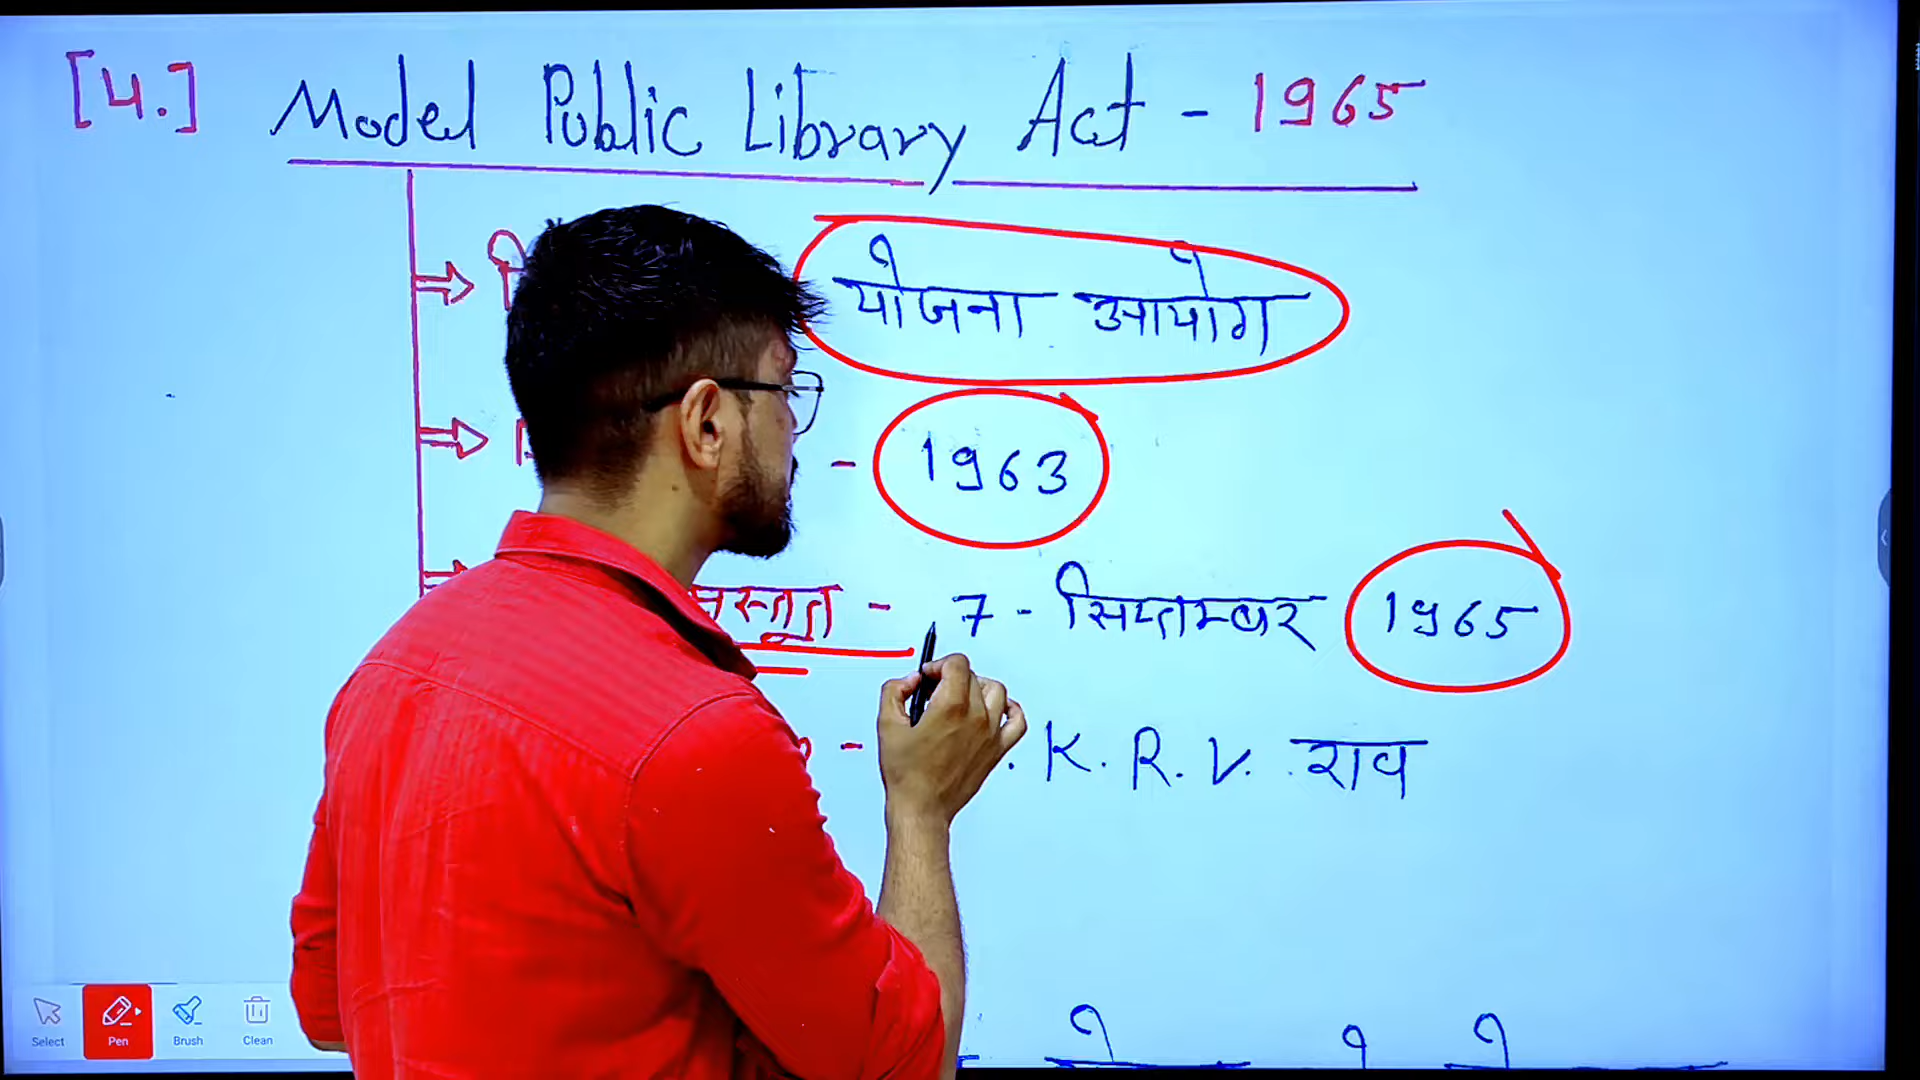 [4.] Model Public Library Act - 1965
योजना आयोग
- 1963
- 7 - सितम्बर 1965
- K. R. V. राव
Select Pen Brush Clean